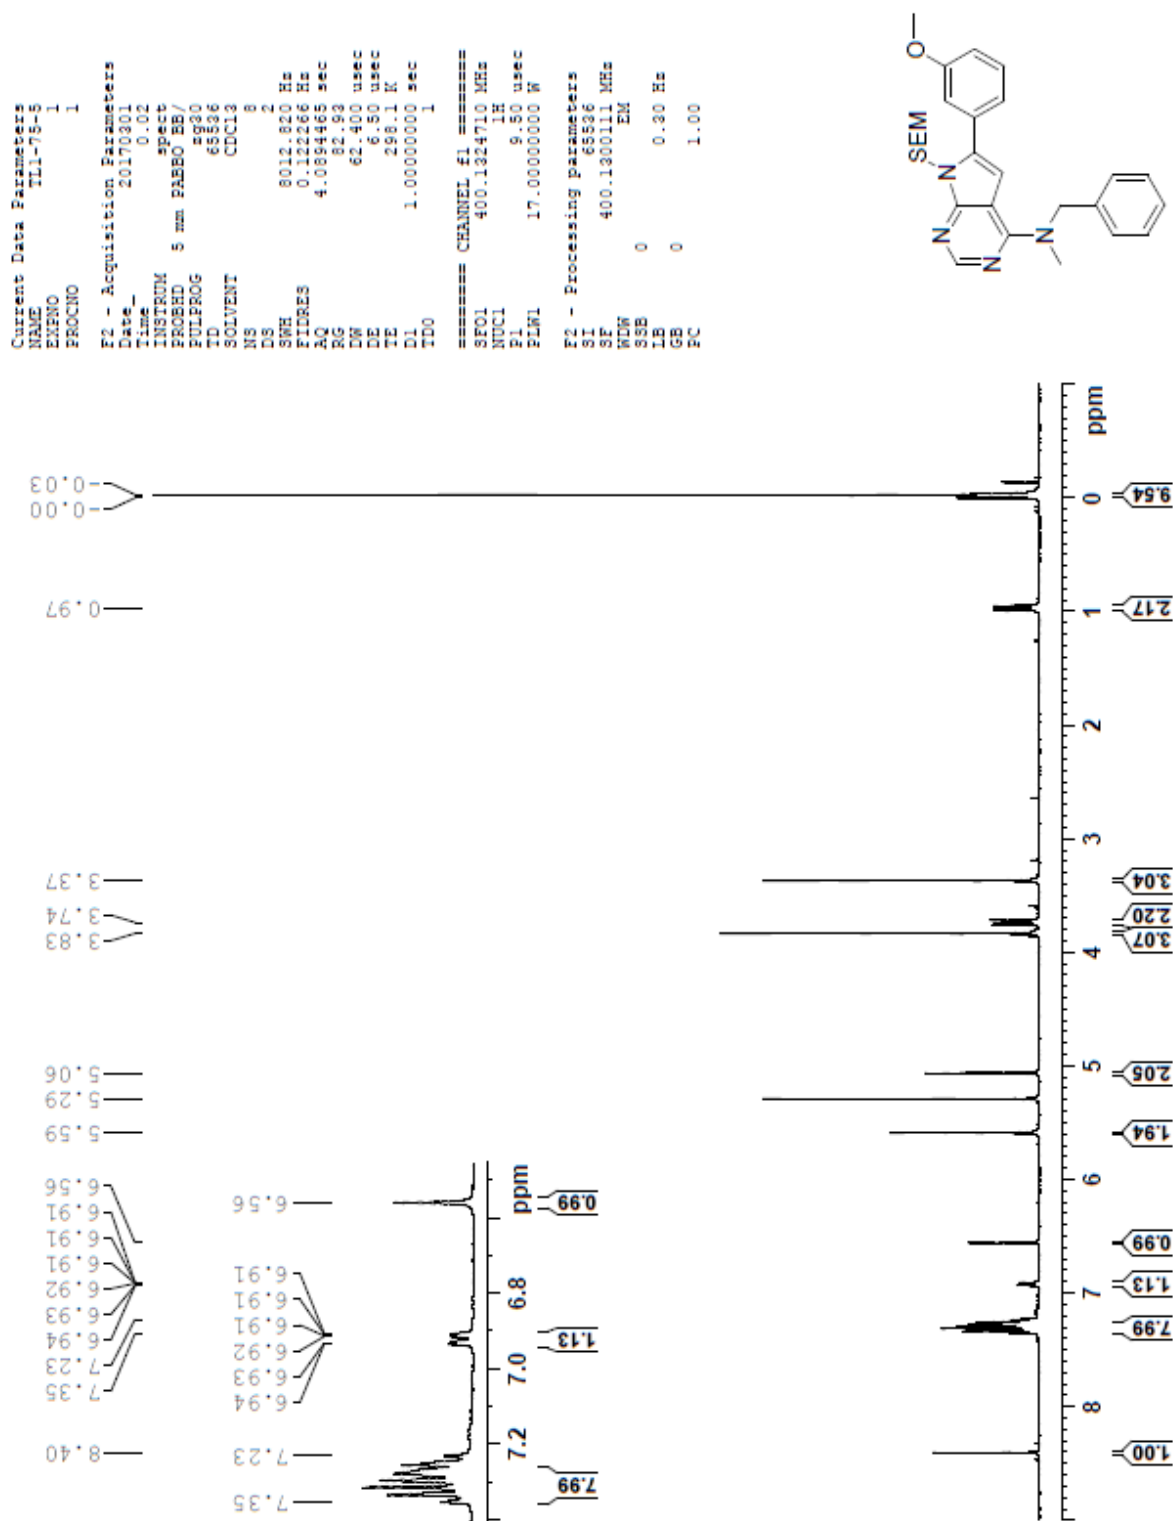 Current Data Parameters
NAME TL1-75-5
EXPNO 1
PROCNO 1
F2 - Acquisition Parameters
Date_ 20170301
Time 0.02
INSTRUM spect
PROBHD 5 mm PABBO BB/
PULPROG zg30
TD 65536
SOLVENT CDCl3
NS 8
DS 2
SWH 8012.820 Hz
FIDRES 0.122266 Hz
AQ 4.0894465 sec
RG 82.93
DW 62.400 usec
DE 6.50 usec
TE 298.1 K
D1 1.00000000 sec
TD0 1
======== CHANNEL f1 ========
SFO1 400.1324710 MHz
NUC1 1H
P1 9.50 usec
PLW1 17.00000000 W
F2 - Processing parameters
SI 65536
SF 400.1300111 MHz
WDW EM
SSB 0
LB 0.30 Hz
GB 0
PC 1.00
SEM
O
N
N
N
N
8.40
7.35
7.23
6.94
6.93
6.92
6.91
6.91
6.91
6.56
5.59
5.29
5.06
3.83
3.74
3.37
0.97
-0.00
-0.03
7.35
7.23
6.94
6.93
6.92
6.91
6.91
6.91
6.56
7.2
7.0
6.8
ppm
7.99
1.13
0.99
8
7
6
5
4
3
2
1
0
ppm
1.00
7.99
1.13
0.99
1.94
2.05
3.07
2.20
3.04
2.17
9.54